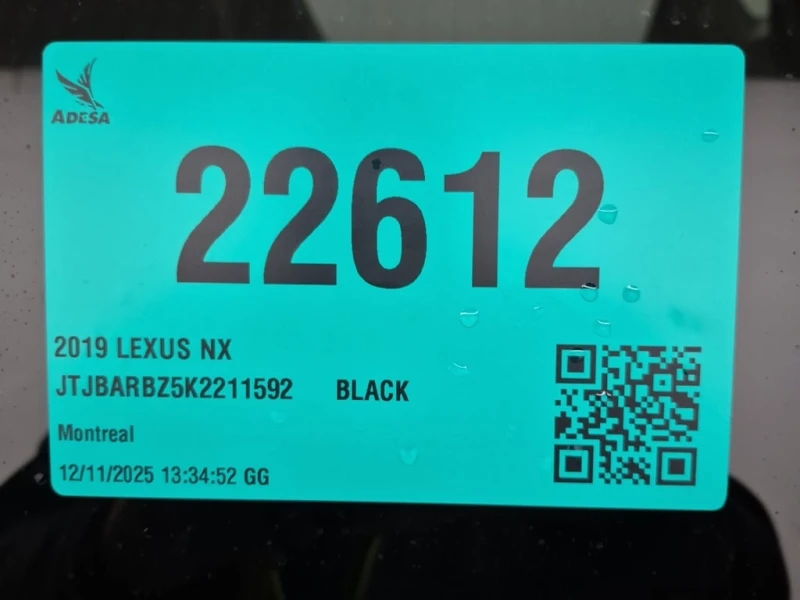 ADESA
22612
2019 LEXUS NX
JTJBARBZ5K2211592 BLACK
Montreal
12/11/2025 13:34:52 GG